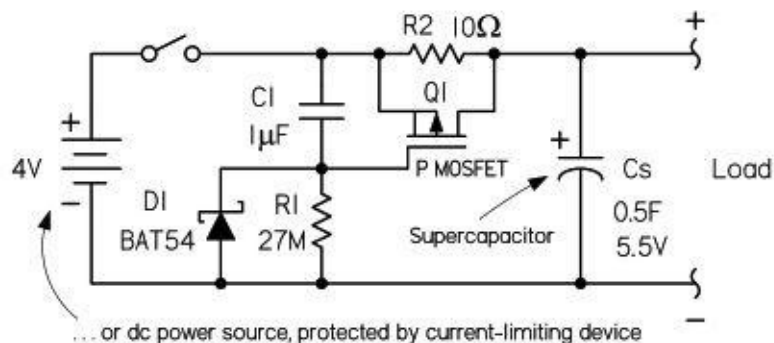 R2 10Ω
+
C1
Q1
1µF
+
4V
P MOSFET
+
Cs
Load
-
D1
R1
0.5F
BAT54
27M
Supercapacitor
5.5V
-
... or dc power source, protected by current-limiting device